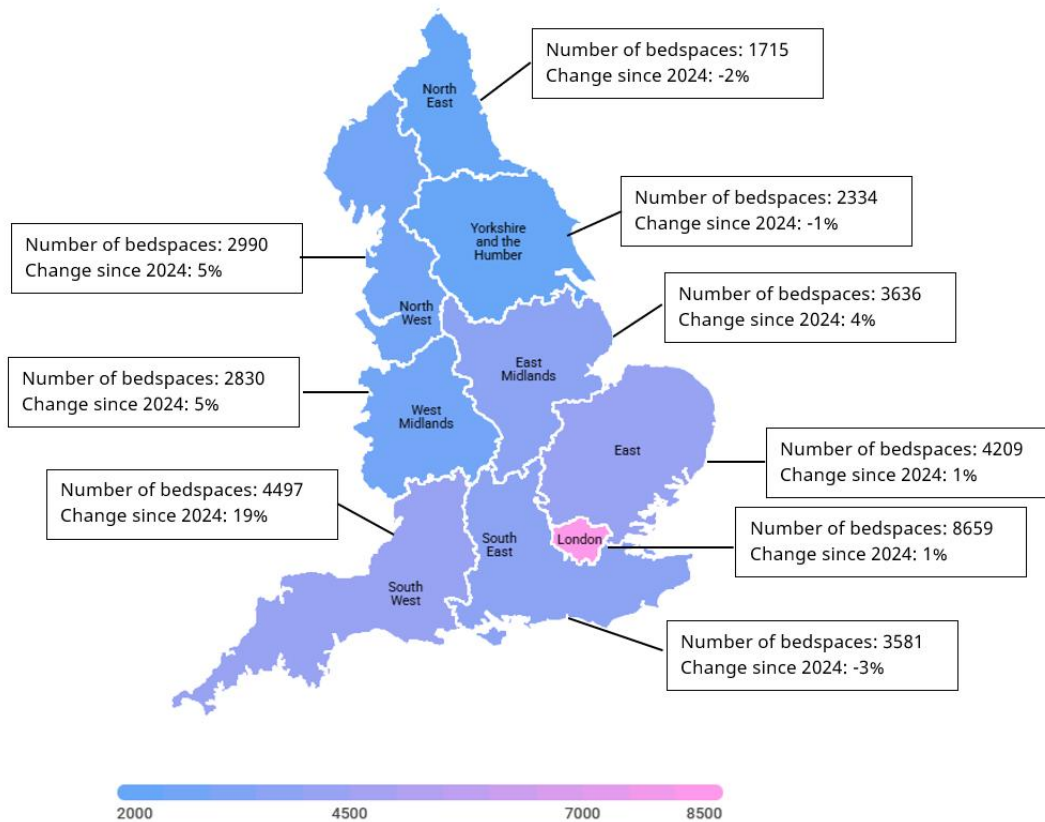 Number of bedspaces: 1715
Change since 2024: -2%
North
East
Number of bedspaces: 2334
Change since 2024: -1%
Yorkshire
and the
Humber
Number of bedspaces: 2990
Change since 2024: 5%
North
West
Number of bedspaces: 3636
Change since 2024: 4%
East
Midlands
Number of bedspaces: 2830
Change since 2024: 5%
West
Midlands
East
Number of bedspaces: 4209
Change since 2024: 1%
Number of bedspaces: 4497
Change since 2024: 19%
South
East
London
Number of bedspaces: 8659
Change since 2024: 1%
South
West
Number of bedspaces: 3581
Change since 2024: -3%
2000
4500
7000
8500